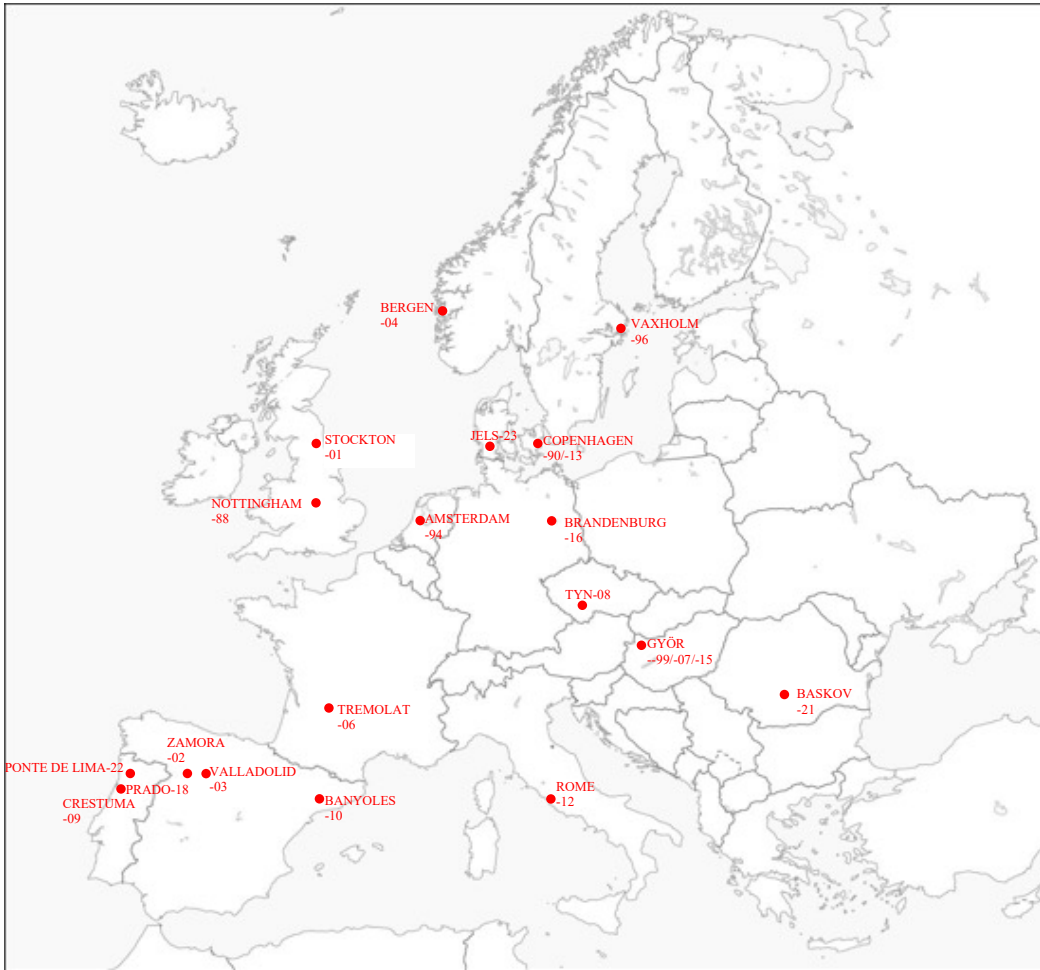 BERGEN
-04
VAXHOLM
-96
STOCKTON
-01
JELS-23
COPENHAGEN
-90/-13
NOTTINGHAM
-88
AMSTERDAM
-94
BRANDENBURG
-16
TYN-08
GYÖR
--99/-07/-15
BASKOV
-21
TREMOLAT
-06
ZAMORA
-02
PONTE DE LIMA-22
VALLADOLID
-03
PRADO-18
CRESTUMA
-09
BANYOLES
-10
ROME
-12